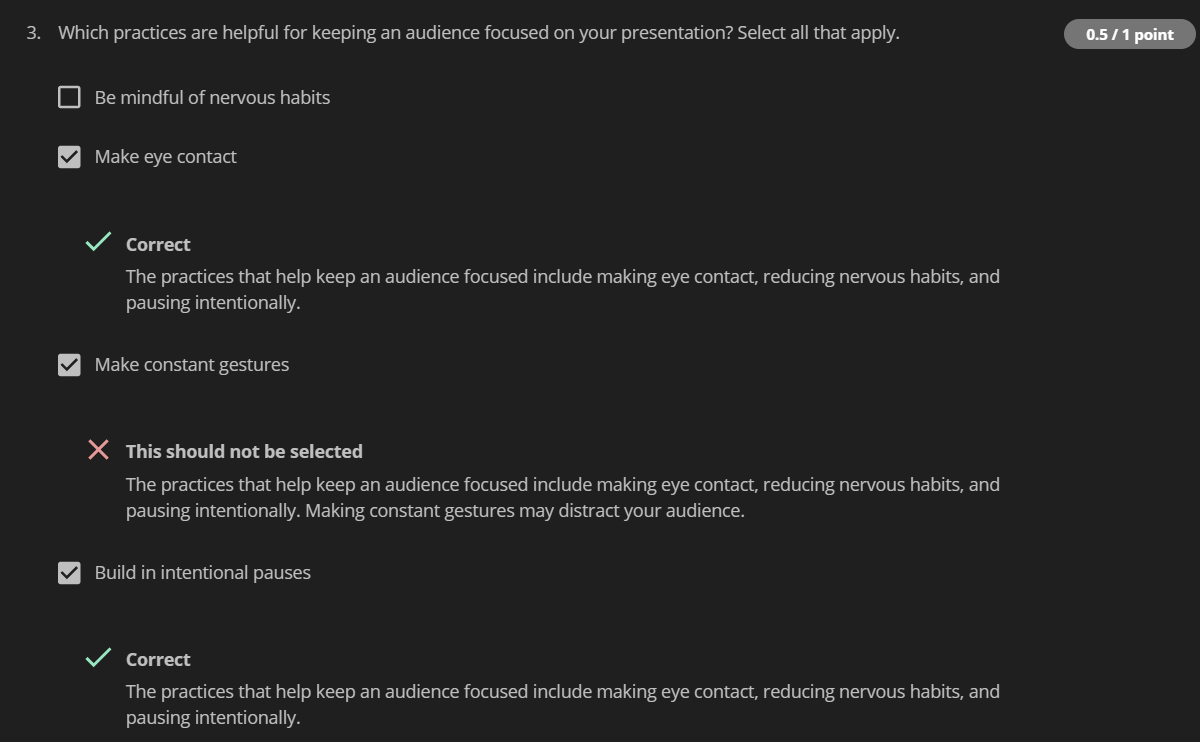 3. Which practices are helpful for keeping an audience focused on your presentation? Select all that apply.
0.5 / 1 point
Be mindful of nervous habits
Make eye contact
Correct
The practices that help keep an audience focused include making eye contact, reducing nervous habits, and
pausing intentionally.
Make constant gestures
This should not be selected
The practices that help keep an audience focused include making eye contact, reducing nervous habits, and
pausing intentionally. Making constant gestures may distract your audience.
Build in intentional pauses
Correct
The practices that help keep an audience focused include making eye contact, reducing nervous habits, and
pausing intentionally.